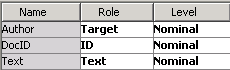 Name Role Level
Author Target Nominal
DocID ID Nominal
Text Text Nominal